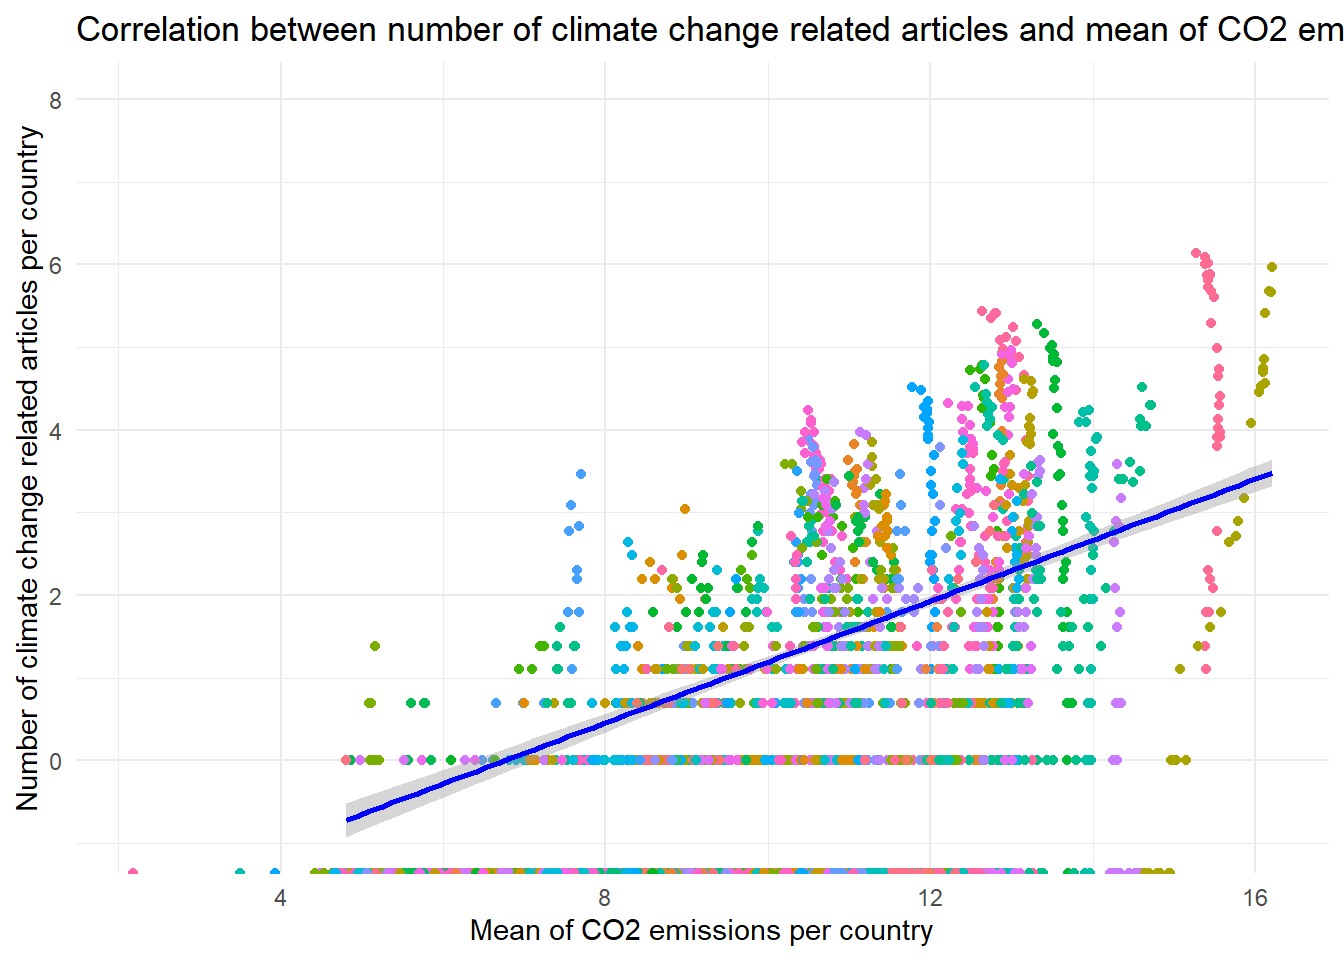 Correlation between number of climate change related articles and mean of CO2 em
8
6
4
2
0
Number of climate change related articles per country
4 8 12 16
Mean of CO2 emissions per country